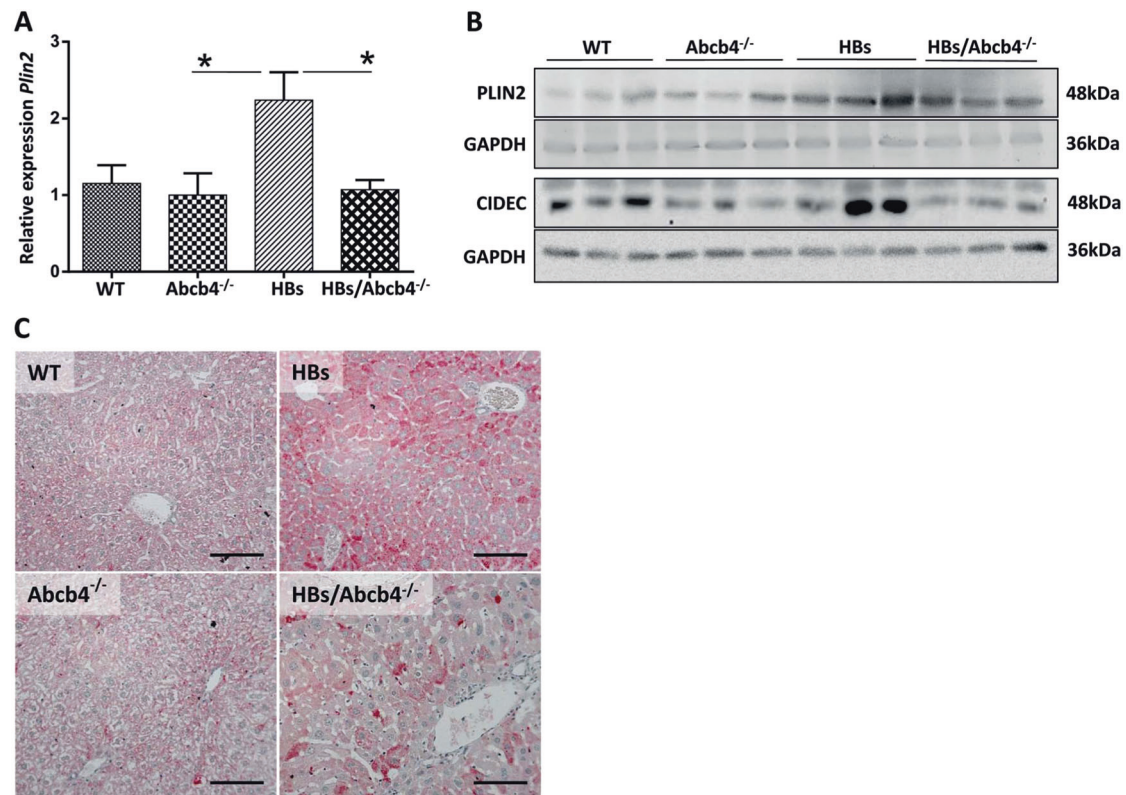 A
Relative expression Plin2
3
2
1
0
* *
WT Abcb4-/- HBs HBs/Abcb4-/-
B
WT Abcb4-/- HBs HBs/Abcb4-/-
PLIN2 48kDa
GAPDH 36kDa
CIDEC 48kDa
GAPDH 36kDa
C
WT HBs
Abcb4-/- HBs/Abcb4-/-